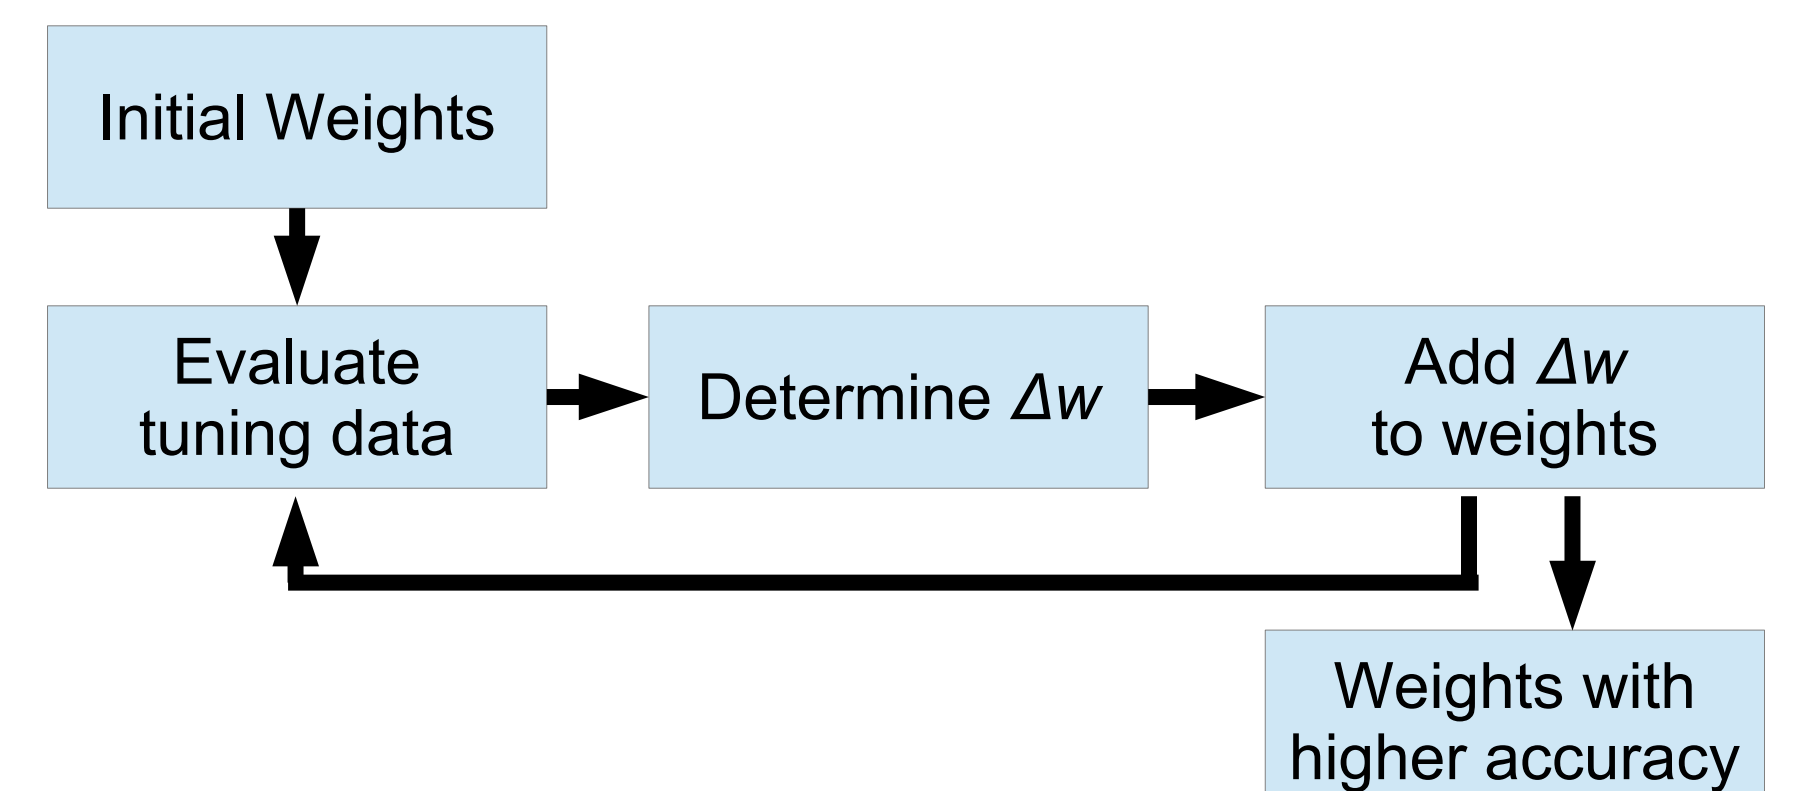 Initial Weights
Evaluate
tuning data
Determine Δw
Add Δw
to weights
Weights with
higher accuracy